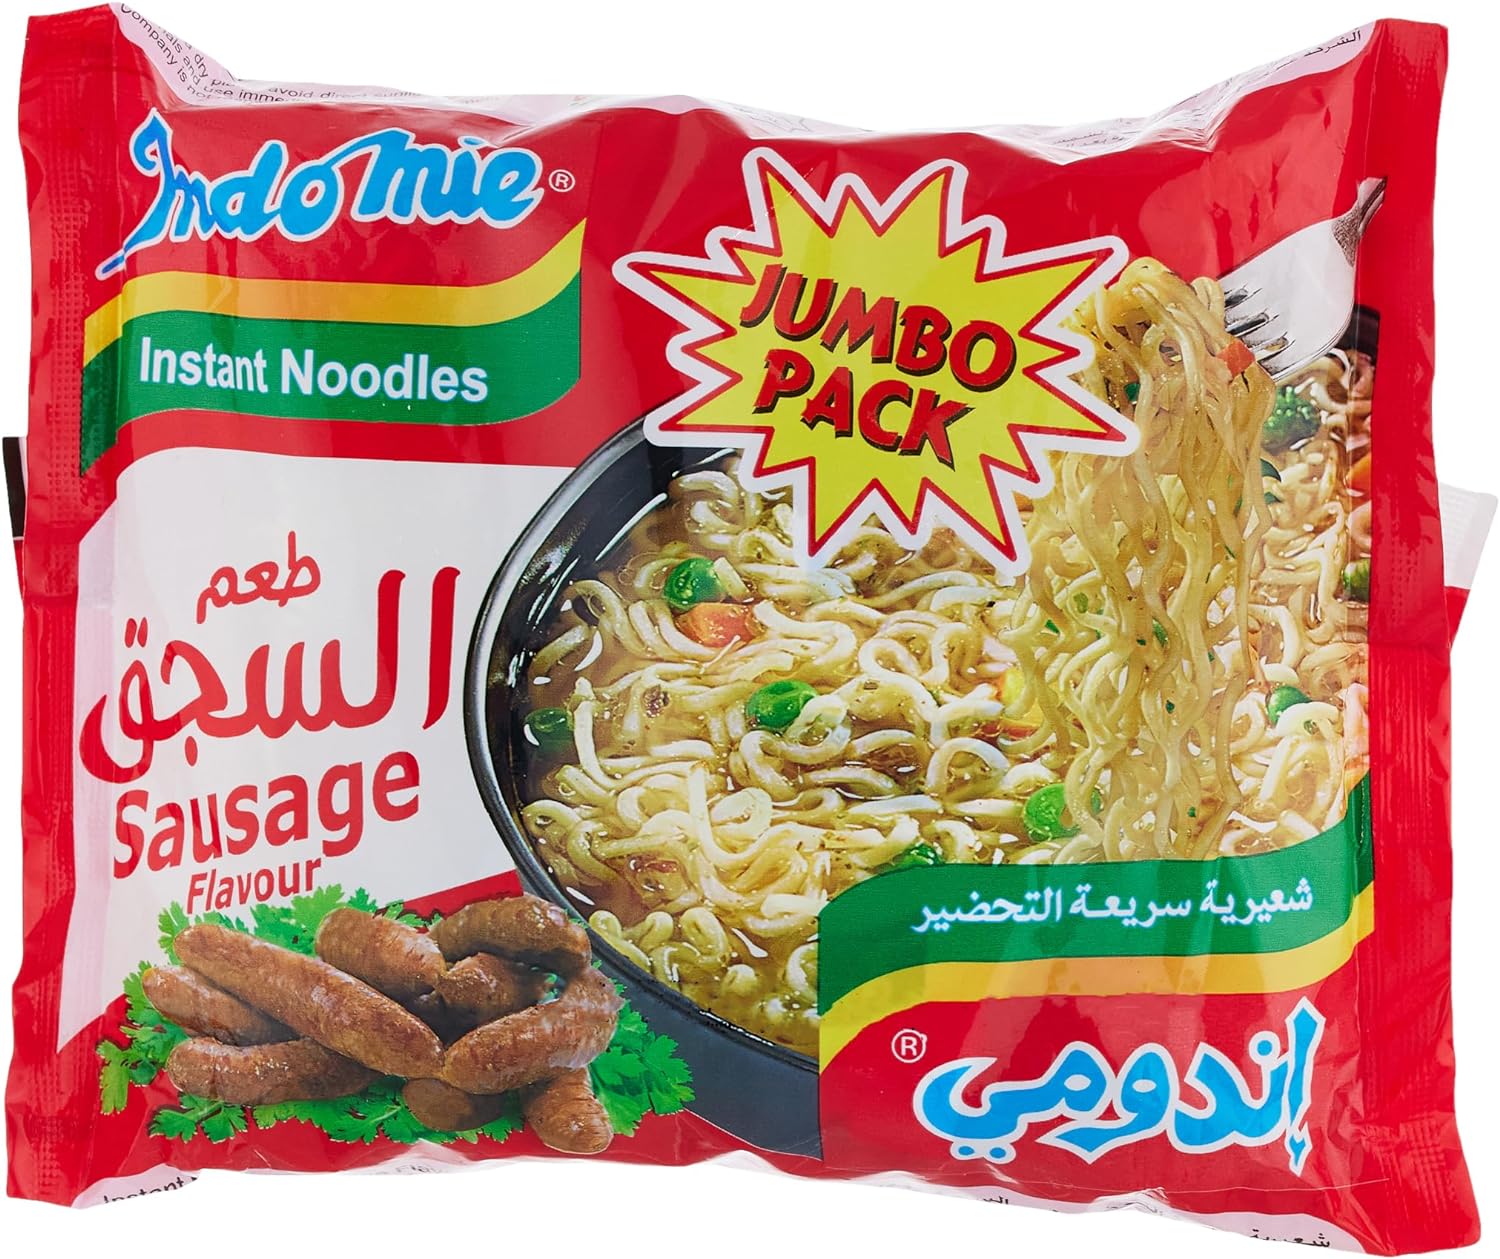 Indomie®
Instant Noodles
JUMBO
PACK
طعم
السجق
Sausage
Flavour
شعيرية سريعة التحضير
إندومي®